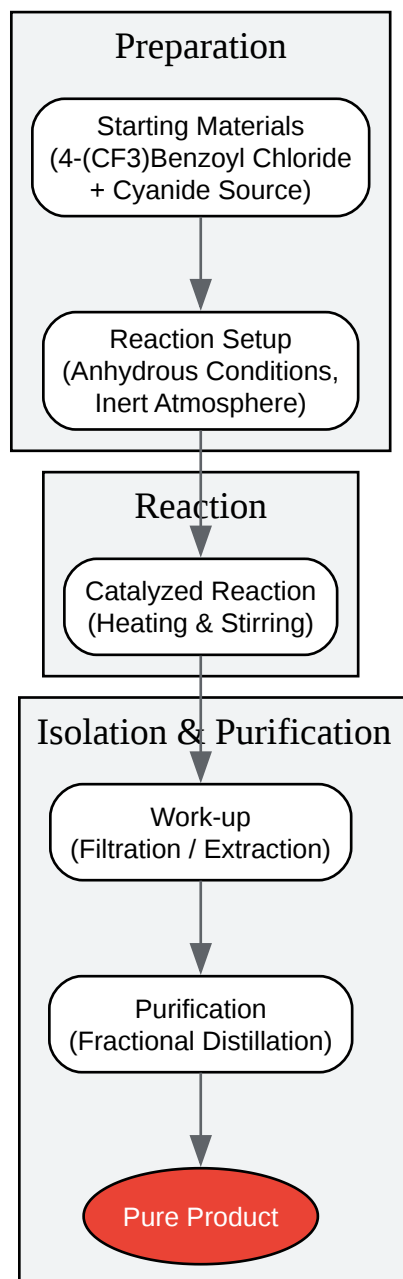 Preparation
Starting Materials
(4-(CF3)Benzoyl Chloride
+ Cyanide Source)
Reaction Setup
(Anhydrous Conditions,
Inert Atmosphere)
Reaction
Catalyzed Reaction
(Heating & Stirring)
Isolation & Purification
Work-up
(Filtration / Extraction)
Purification
(Fractional Distillation)
Pure Product